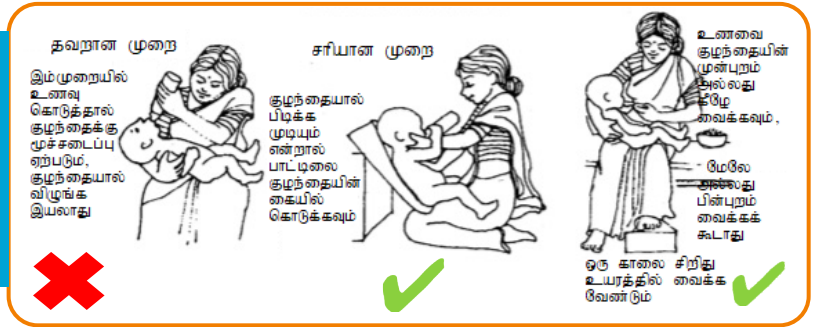 தவறான முறை
இம்முறையில்
உணவு
கொடுத்தால்
குழந்தைக்கு
மூச்சடைப்பு
ஏற்படும்,
குழந்தையால்
விழுங்க
இயலாது
சரியான முறை
குழந்தையால்
பிடிக்க
முடியும்
என்றால்
பாட்டிலை
குழந்தையின்
கையில்
கொடுக்கவும்
உணவை
குழந்தையின்
முன்புறம்
அல்லது
கீழே
வைக்கவும்,
- மேலே
அல்லது
பின்புறம்
வைக்கக்
கூடாது
ஒரு காலை சிறிது
உயரத்தில் வைக்க
வேண்டும்